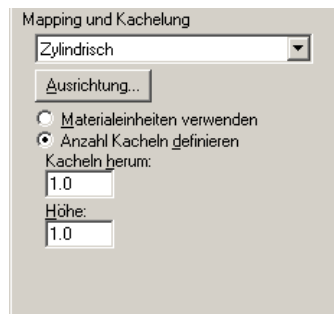 Mapping und Kachelung
Zylindrisch
Ausrichtung...
Materialeinheiten verwenden
Anzahl Kacheln definieren
Kacheln herum:
1.0
Höhe:
1.0